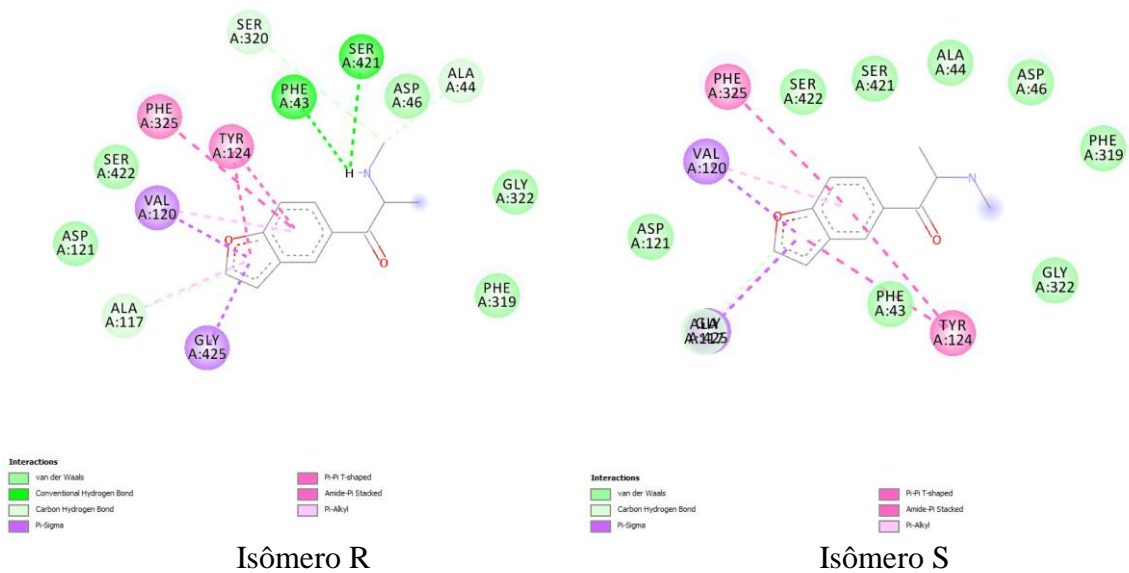 SER
A:320
SER
A:421
PHE
A:43
ASP
A:46
ALA
A:44
PHE
A:325
TYR
A:124
SER
A:422
VAL
A:120
GLY
A:322
ASP
A:121
PHE
A:319
ALA
A:117
GLY
A:425
H
N
O
O
Interactions
van der Waals
Conventional Hydrogen Bond
Carbon Hydrogen Bond
Pi-Sigma
Pi-Pi T-shaped
Amide-Pi Stacked
Pi-Alkyl
Isômero R
PHE
A:325
SER
A:422
SER
A:421
ALA
A:44
ASP
A:46
VAL
A:120
PHE
A:319
ASP
A:121
GLY
A:322
PHE
A:43
TYR
A:124
N
O
O
Interactions
van der Waals
Carbon Hydrogen Bond
Pi-Sigma
Pi-Pi T-shaped
Amide-Pi Stacked
Pi-Alkyl
Isômero S